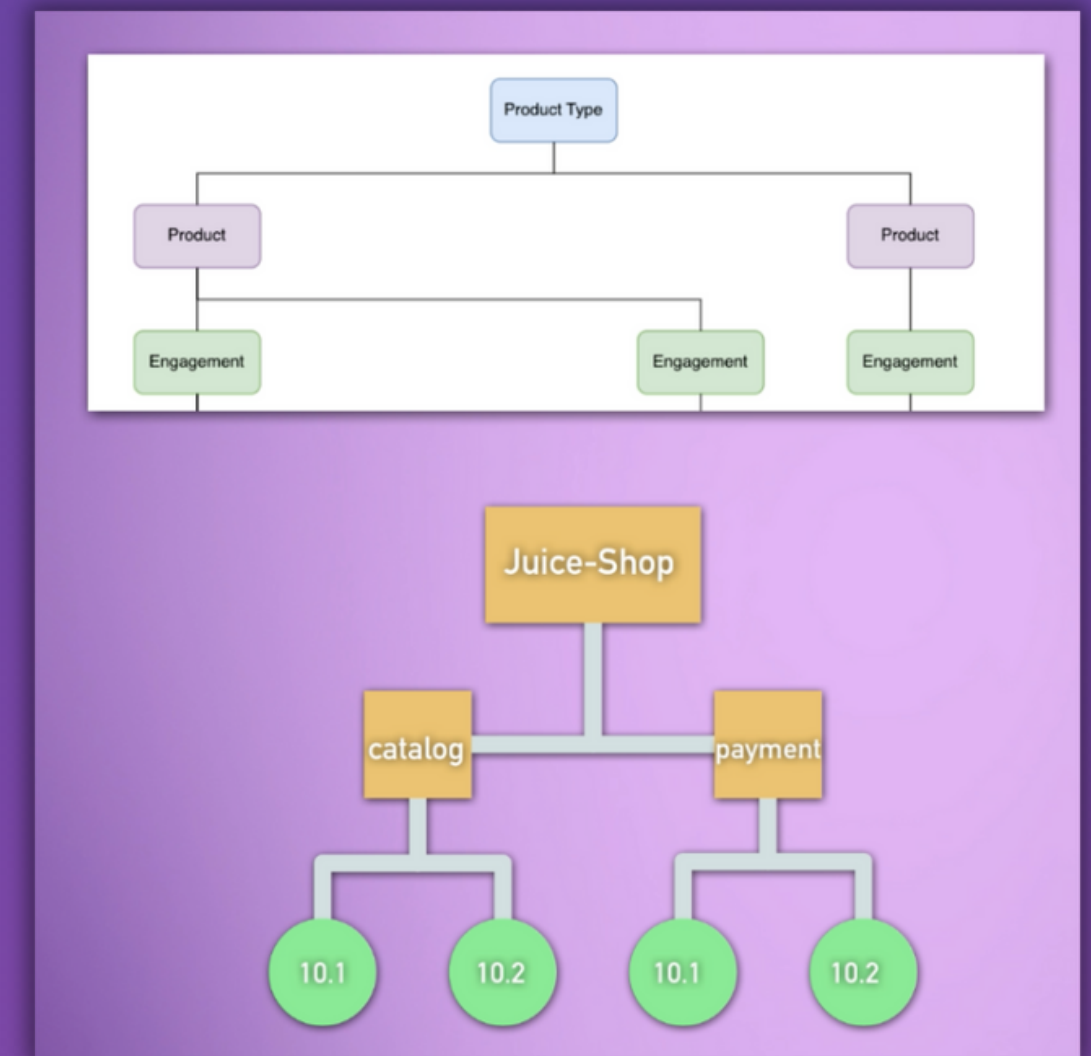 Product Type
Product
Product
Engagement
Engagement
Engagement
Juice-Shop
catalog
payment
10.1
10.2
10.1
10.2